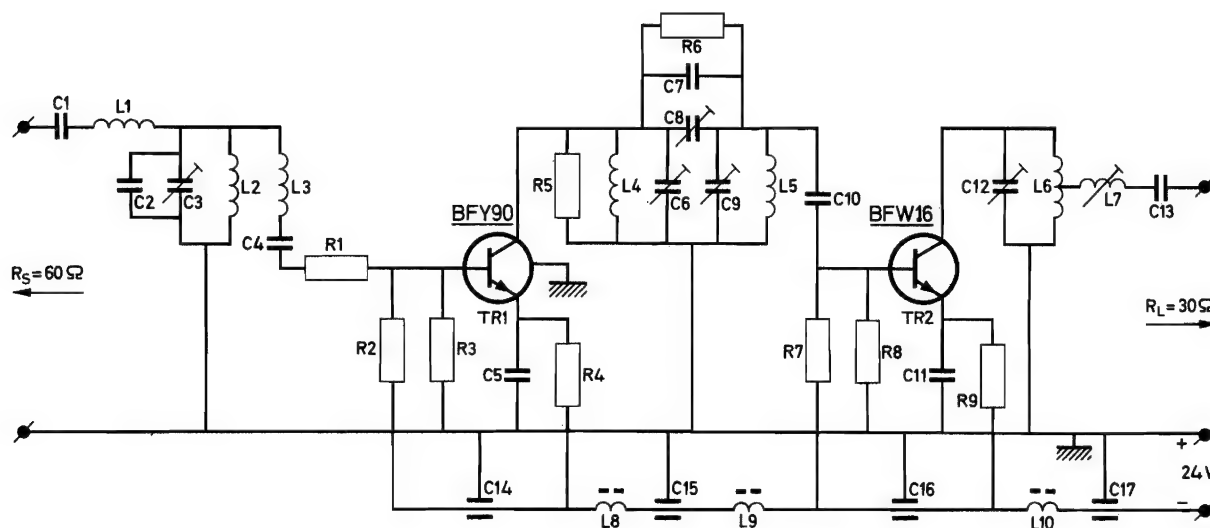 R6
C7
C8
C1
L1
C2
C3
L2
L3
C4
R1
BFY90
R5
L4
C6
C9
L5
C10
BFW16
C12
L6
L7
C13
RS=60Ω
RL=30Ω
TR1
TR2
R2
R3
C5
R4
R7
R8
C11
R9
C14
C15
C16
C17
+
24V
−
L8
L9
L10